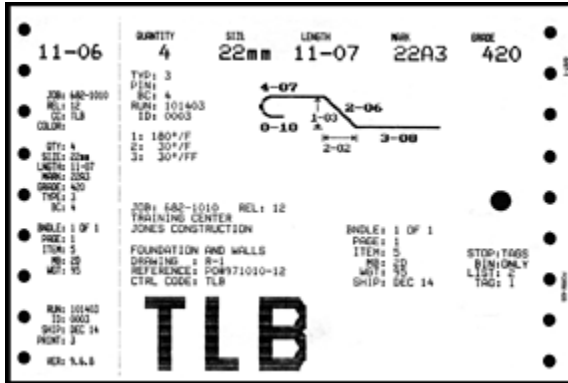 11-06
JOB: 682-1010
REL: 12
CC: TLB
COLOR:
QTY: 4
SIZE: 22mm
LNGTH: 11-07
MARK: 22A3
GRADE: 420
TYPE: 3
BC: 4
BNDLE: 1 OF 1
PAGE: 1
ITEM: 5
MB: 2D
WGT: 95
RUN: 101403
ID: 0003
SHIP: DEC 14
PRINT: 3
VER: 9.6.0
QUANTITY SIZE LENGTH MARK GRADE
4 22mm 11-07 22A3 420
TYP: 3
PIN:
BC: 4
RUN: 101403
ID: 0003
1: 180°/F
2: 30°/F
3: 30°/FF
4-07
2-06
1-03
0-10
2-02
3-08
JOB: 682-1010 REL: 12
TRAINING CENTER
JONES CONSTRUCTION
FOUNDATION AND WALLS
DRAWING : R-1
REFERENCE: PO#971010-12
CTRL CODE: TLB
BNDLE: 1 OF 1
PAGE: 1
ITEM: 5
MB: 2D
WGT: 95
SHIP: DEC 14
STOP:TAGS
BIN:ONLY
LIST: 2
TAG: 1
TLB